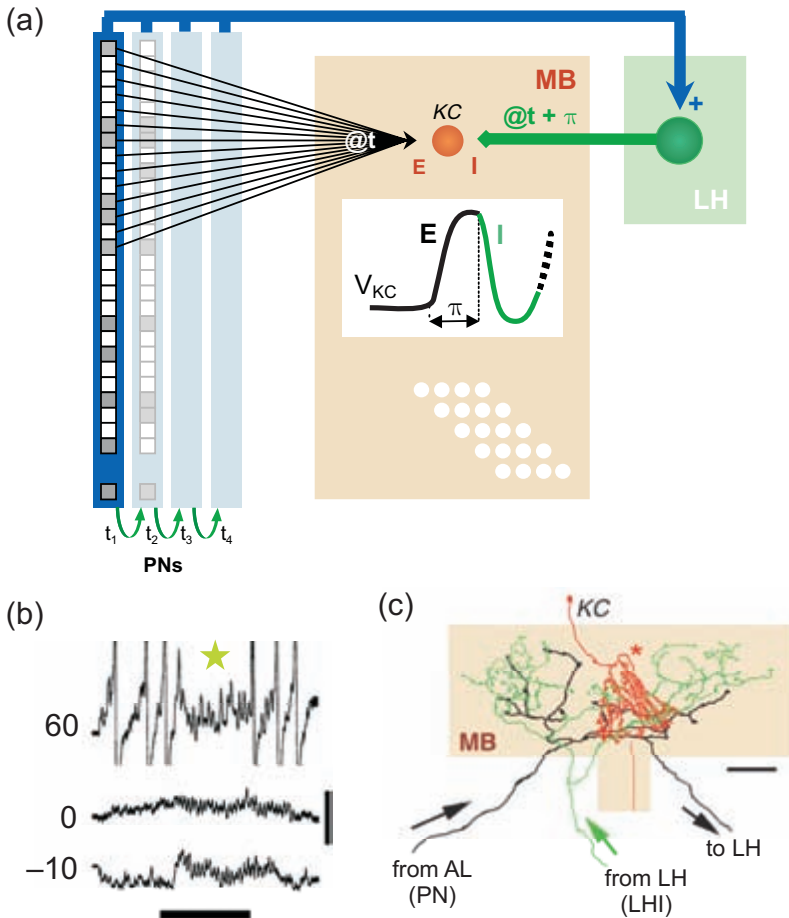 (a)
MB
KC
@t
@t + π
+
E
I
LH
E
I
V_KC
π
t₁
t₂
t₃
t₄
PNs
(b)
60
0
–10
(c)
KC
*
MB
from AL
(PN)
from LH
(LHI)
to LH